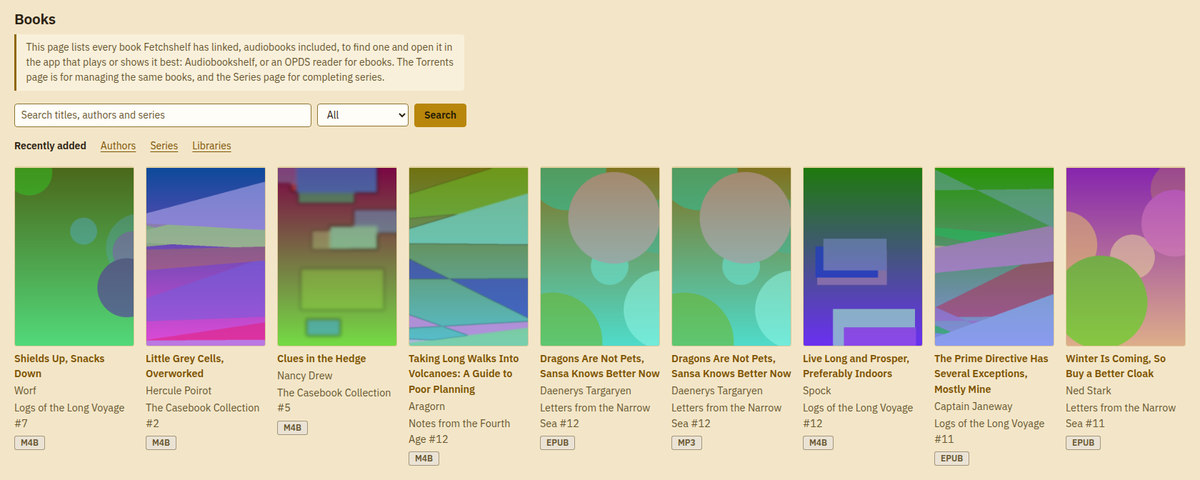 Books
This page lists every book Fetchshelf has linked, audiobooks included, to find one and open it in
the app that plays or shows it best: Audiobookshelf, or an OPDS reader for ebooks. The Torrents
page is for managing the same books, and the Series page for completing series.
Search titles, authors and series
All
Search
Recently added
Authors
Series
Libraries
Shields Up, Snacks
Down
Worf
Logs of the Long Voyage
#7
M4B
Little Grey Cells,
Overworked
Hercule Poirot
The Casebook Collection
#2
M4B
Clues in the Hedge
Nancy Drew
The Casebook Collection
#5
M4B
Taking Long Walks Into
Volcanoes: A Guide to
Poor Planning
Aragorn
Notes from the Fourth
Age #12
M4B
Dragons Are Not Pets,
Sansa Knows Better Now
Daenerys Targaryen
Letters from the Narrow
Sea #12
EPUB
Dragons Are Not Pets,
Sansa Knows Better Now
Daenerys Targaryen
Letters from the Narrow
Sea #12
MP3
Live Long and Prosper,
Preferably Indoors
Spock
Logs of the Long Voyage
#12
M4B
The Prime Directive Has
Several Exceptions,
Mostly Mine
Captain Janeway
Logs of the Long Voyage
#11
EPUB
Winter Is Coming, So
Buy a Better Cloak
Ned Stark
Letters from the Narrow
Sea #11
EPUB